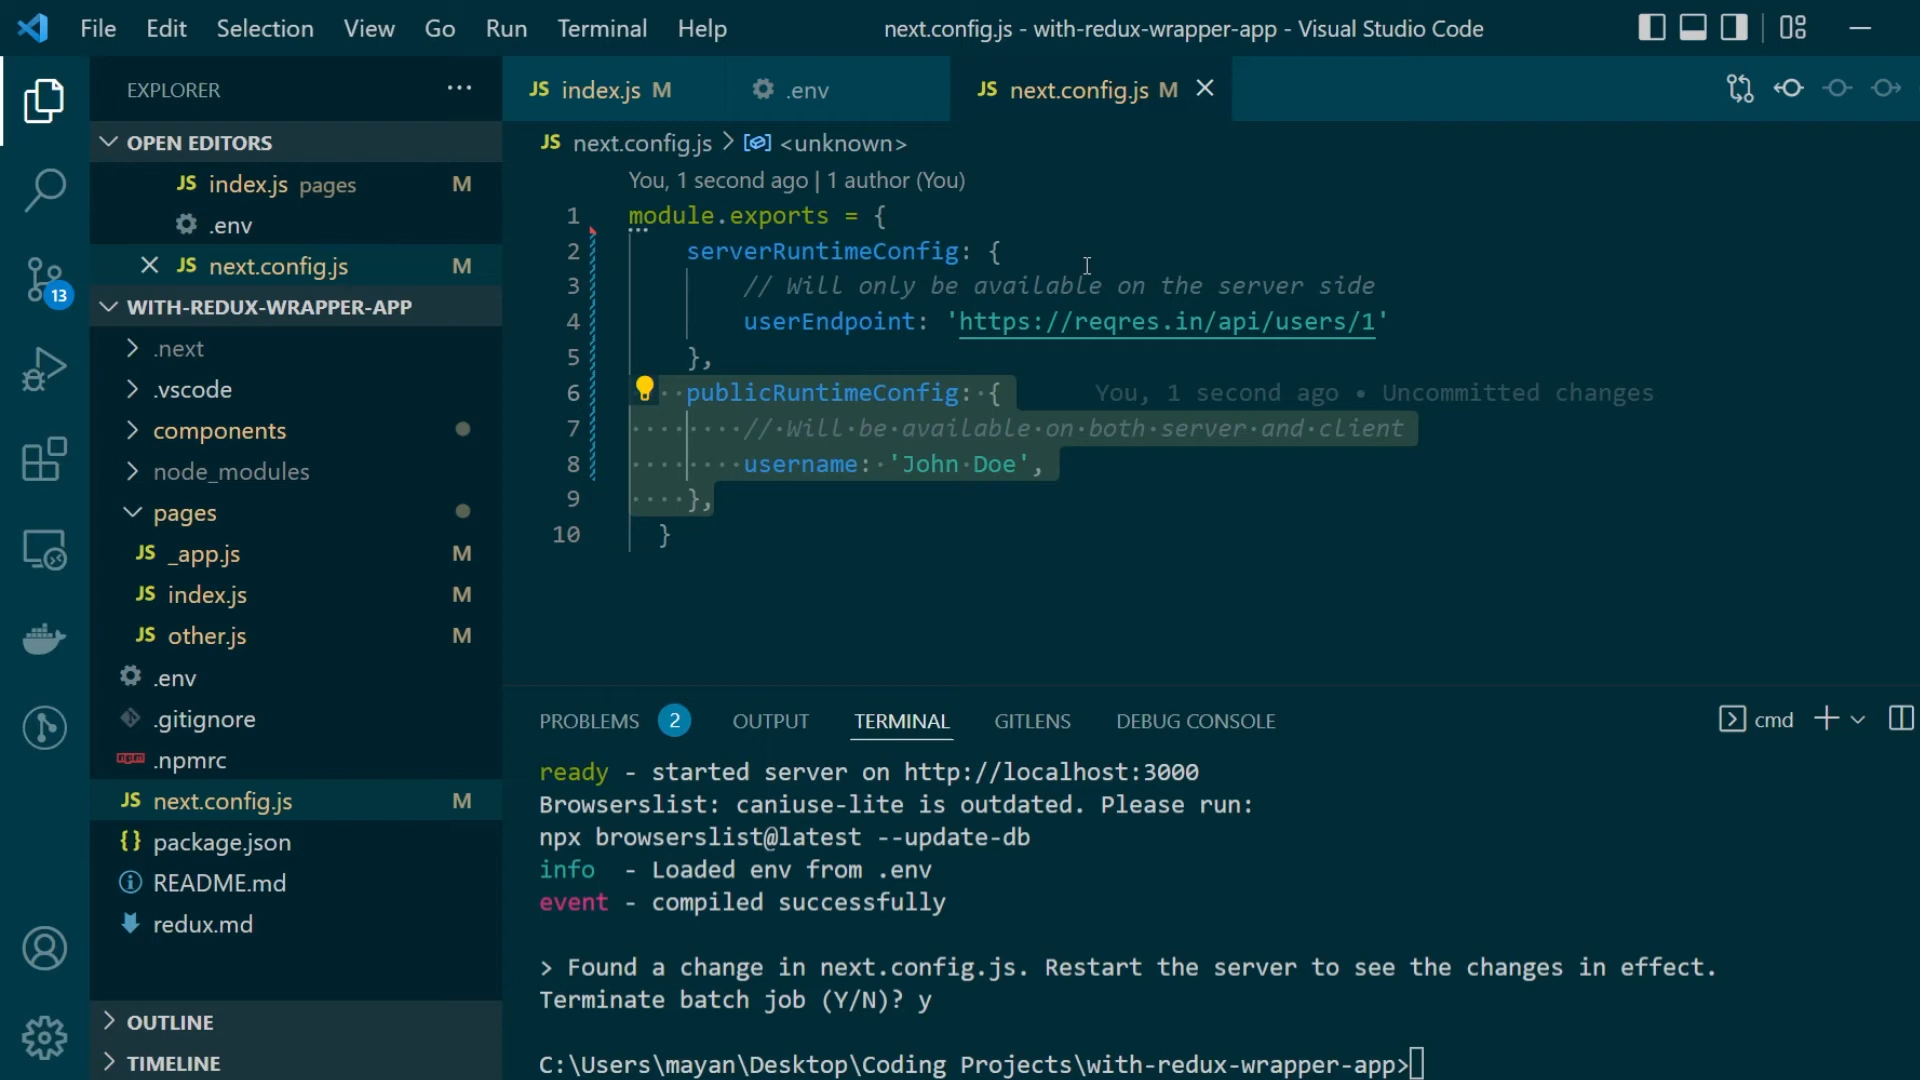 File Edit Selection View Go Run Terminal Help next.config.js - with-redux-wrapper-app - Visual Studio Code
EXPLORER ...
OPEN EDITORS
JS index.js pages M
.env
JS next.config.js M
WITH-REDUX-WRAPPER-APP
.next
.vscode
components
node_modules
pages
JS _app.js M
JS index.js M
JS other.js M
.env
.gitignore
npm .npmrc
JS next.config.js M
{} package.json
README.md
redux.md
OUTLINE
TIMELINE
13
JS index.js M .env JS next.config.js M
JS next.config.js > <unknown>
You, 1 second ago | 1 author (You)
1 module.exports = {
2 serverRuntimeConfig: {
3 // Will only be available on the server side
4 userEndpoint: 'https://reqres.in/api/users/1'
5 },
6 publicRuntimeConfig: { You, 1 second ago • Uncommitted changes
7 // Will be available on both server and client
8 username: 'John Doe',
9 },
10 }
PROBLEMS 2 OUTPUT TERMINAL GITLENS DEBUG CONSOLE cmd
ready - started server on http://localhost:3000
Browserslist: caniuse-lite is outdated. Please run:
npx browserslist@latest --update-db
info - Loaded env from .env
event - compiled successfully
> Found a change in next.config.js. Restart the server to see the changes in effect.
Terminate batch job (Y/N)? y
C:\Users\mayan\Desktop\Coding Projects\with-redux-wrapper-app>